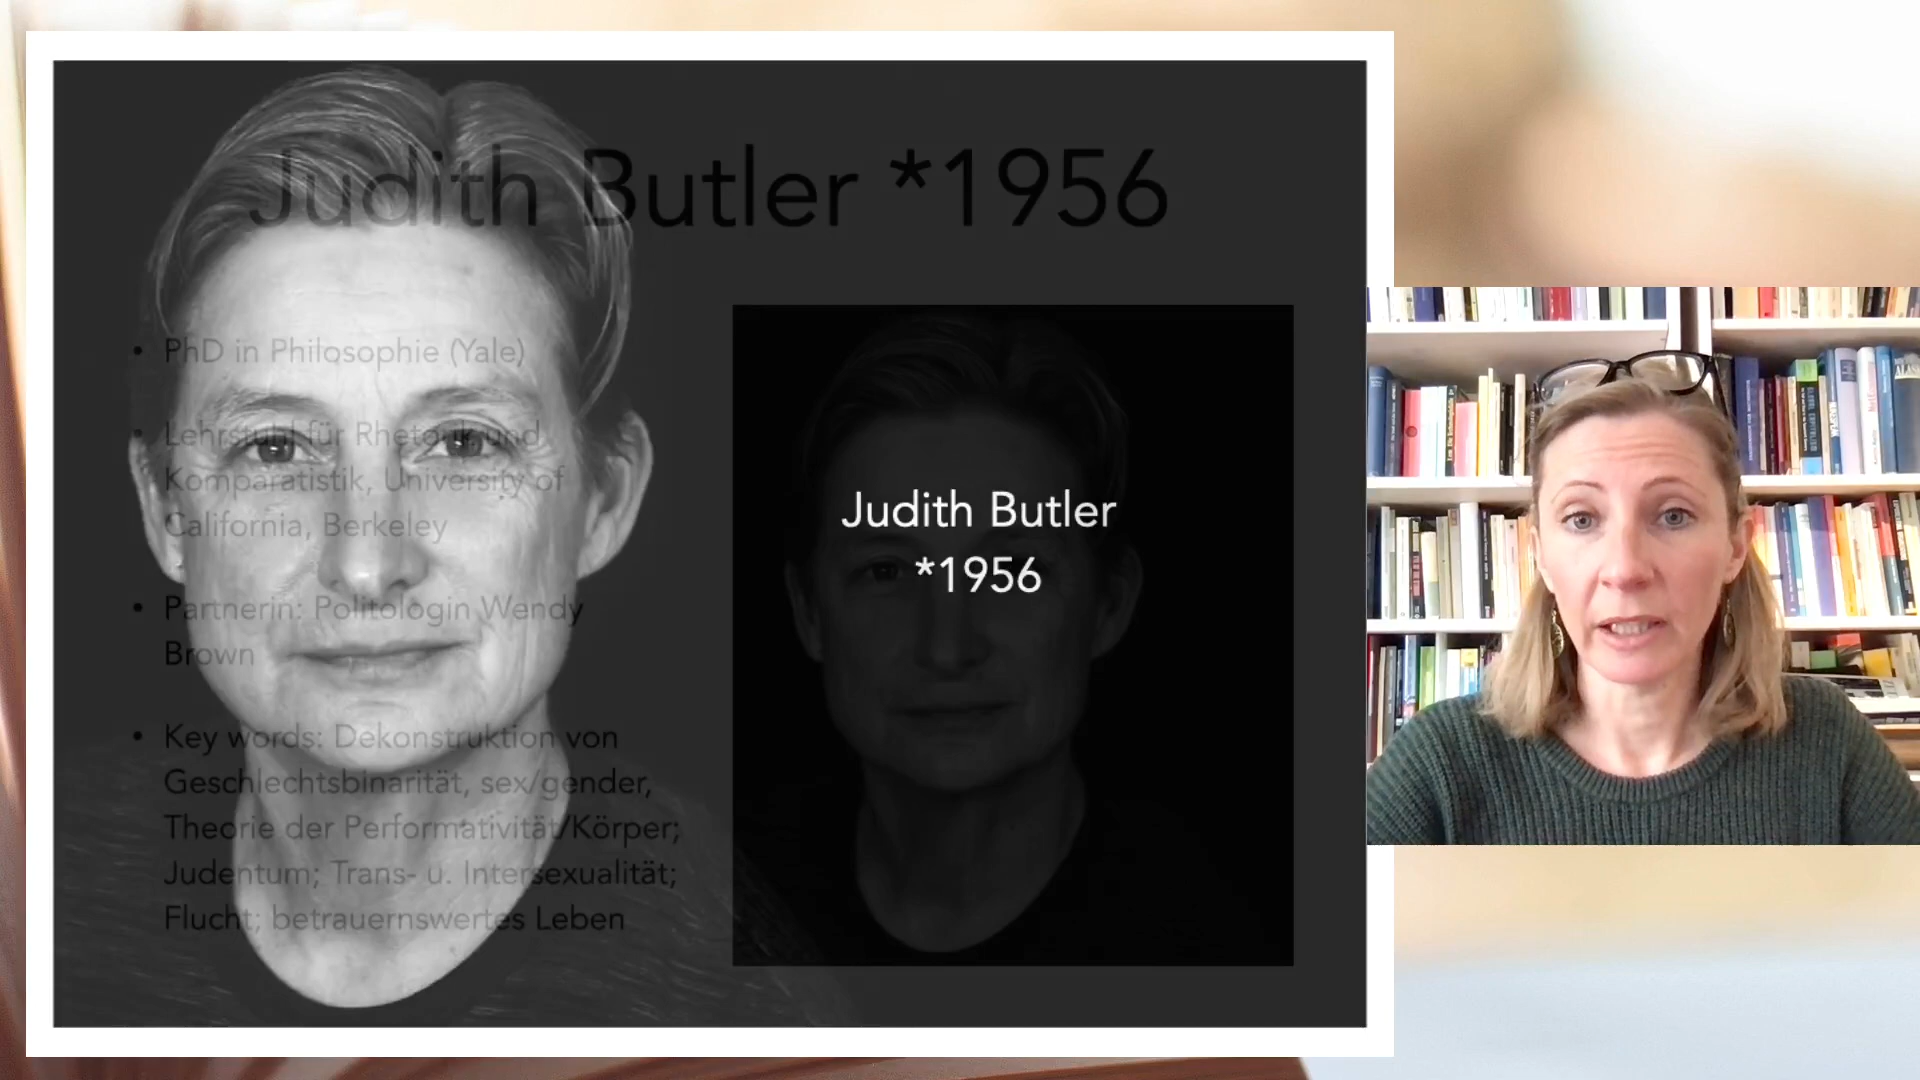 Judith Butler *1956
• PhD in Philosophie (Yale)
• Lehrstuhl für Rhetorik und
Komparatistik, University of
California, Berkeley
• Partnerin: Politologin Wendy
Brown
• Key words: Dekonstruktion von
Geschlechtsbinarität, sex/gender,
Theorie der Performativität/Körper;
Judentum; Trans- u. Intersexualität;
Flucht; betrauernswertes Leben
Judith Butler
*1956